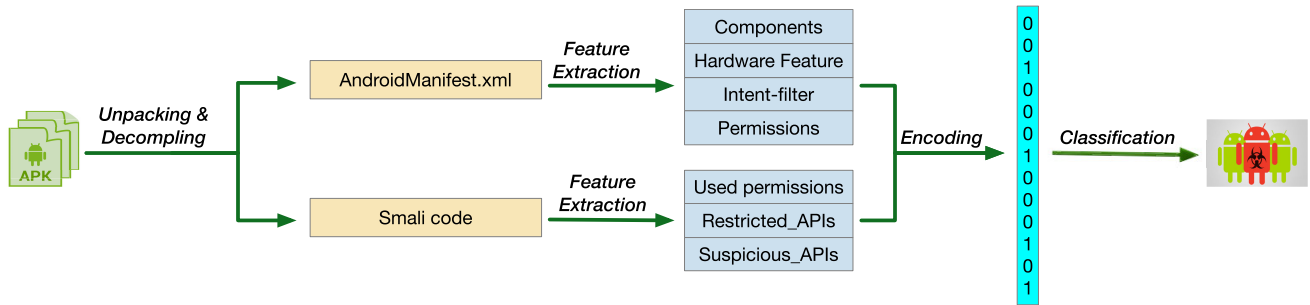 APK
Unpacking &
Decompling
AndroidManifest.xml
Smali code
Feature
Extraction
Feature
Extraction
Components
Hardware Feature
Intent-filter
Permissions
Used permissions
Restricted_APIs
Suspicious_APIs
Encoding
0
0
1
0
0
0
1
0
0
0
1
0
1
Classification